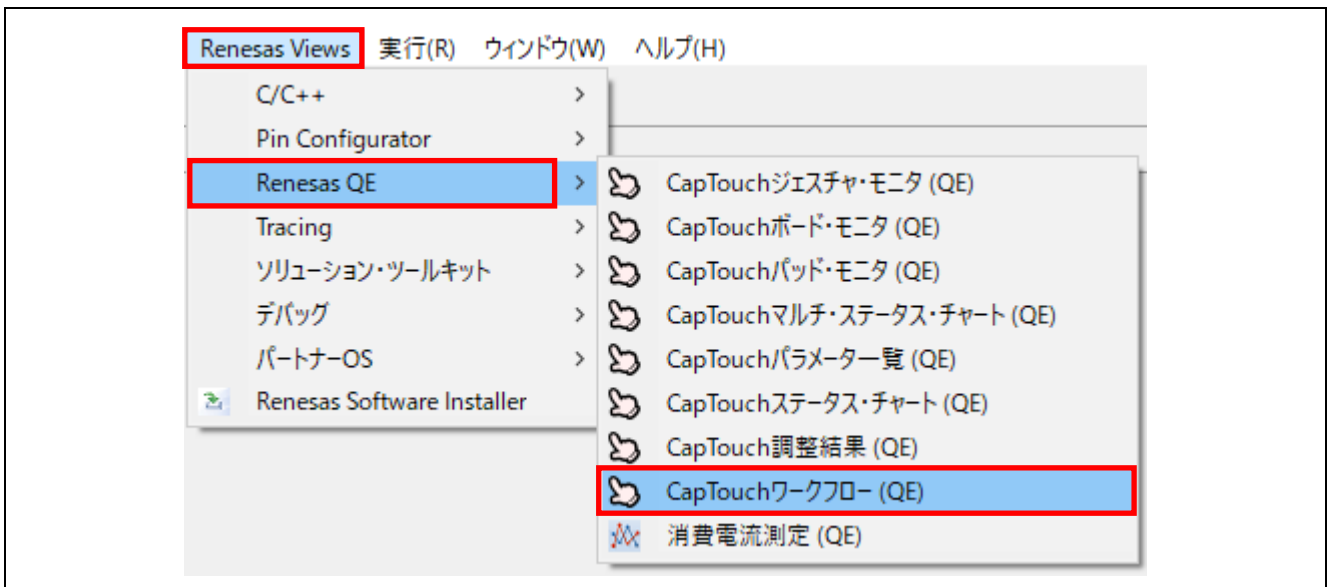 Renesas Views 実行(R) ウィンドウ(W) ヘルプ(H)
C/C++ >
Pin Configurator >
Renesas QE >
Tracing >
ソリューション・ツールキット >
デバッグ >
パートナーOS >
Renesas Software Installer
CapTouchジェスチャ・モニタ (QE)
CapTouchボード・モニタ (QE)
CapTouchパッド・モニタ (QE)
CapTouchマルチ・ステータス・チャート (QE)
CapTouchパラメーター覧 (QE)
CapTouchステータス・チャート (QE)
CapTouch調整結果 (QE)
CapTouchワークフロー (QE)
消費電流測定 (QE)